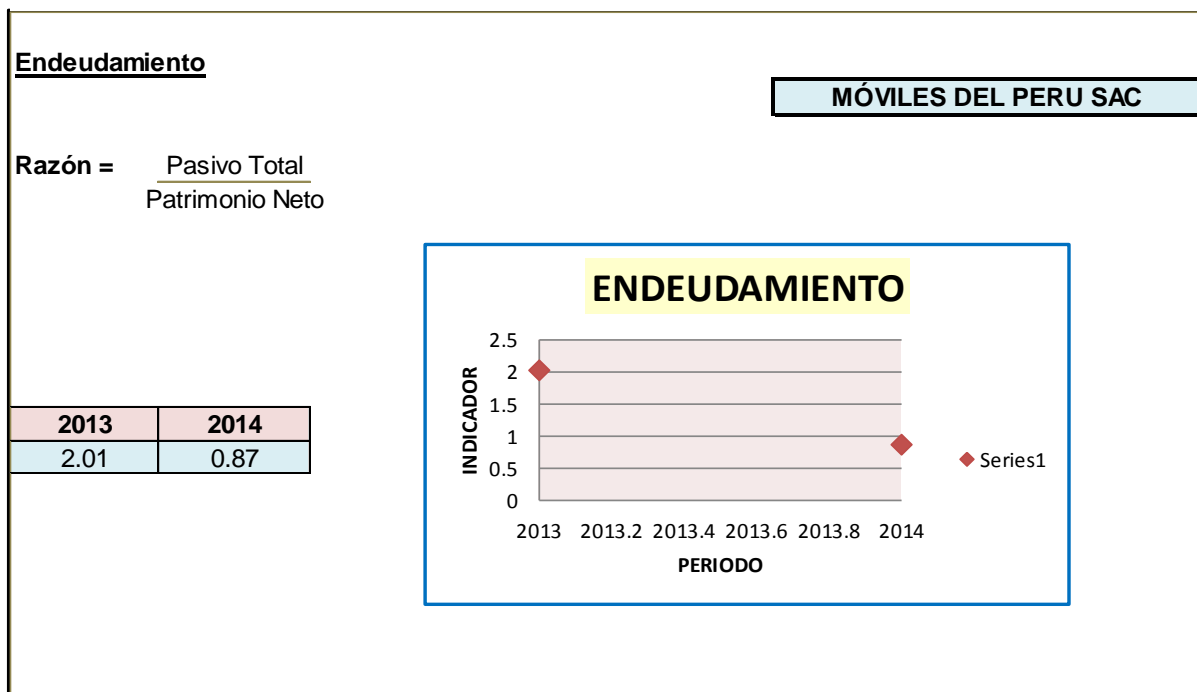 Endeudamiento
MÓVILES DEL PERU SAC
Razón = Pasivo Total
Patrimonio Neto
2013 2014
2.01 0.87
ENDEUDAMIENTO
2.5
2
1.5
1
0.5
0
INDICADOR
2013 2013.2 2013.4 2013.6 2013.8 2014
PERIODO
Series1